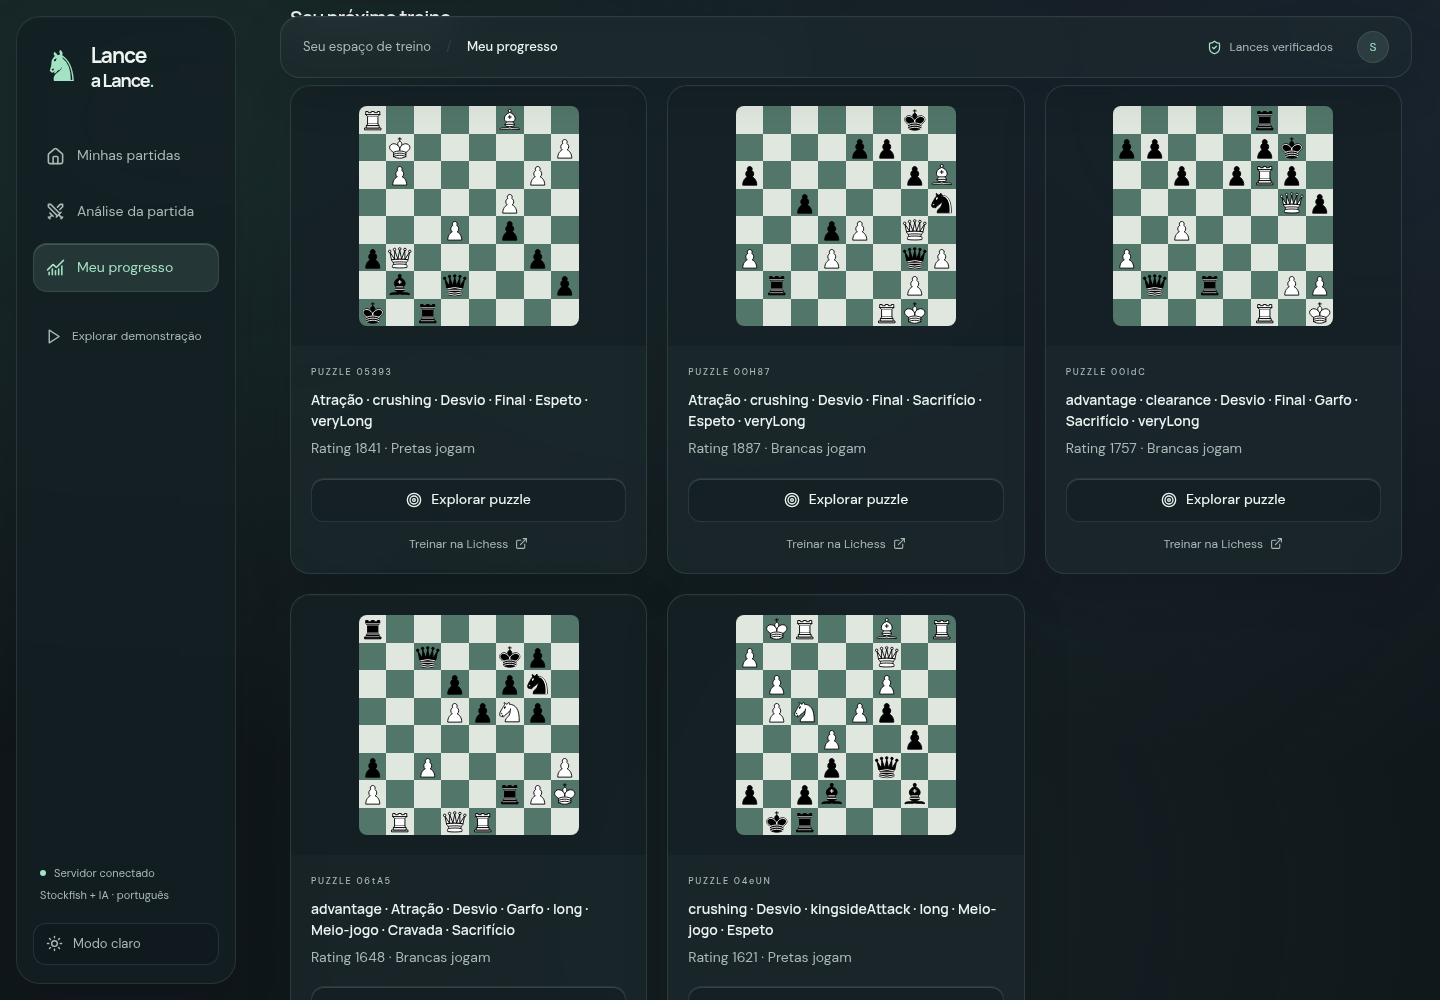 Seu próximo treino
Lance
a Lance.
Seu espaço de treino / Meu progresso
Lances verificados
S
Minhas partidas
Análise da partida
Meu progresso
Explorar demonstração
Servidor conectado
Stockfish + IA · português
Modo claro
PUZZLE 05393
Atração · crushing · Desvio · Final · Espeto ·
veryLong
Rating 1841 · Pretas jogam
Explorar puzzle
Treinar na Lichess
PUZZLE 00H87
Atração · crushing · Desvio · Final · Sacrifício ·
Espeto · veryLong
Rating 1887 · Brancas jogam
Explorar puzzle
Treinar na Lichess
PUZZLE 00IdC
advantage · clearance · Desvio · Final · Garfo ·
Sacrifício · veryLong
Rating 1757 · Brancas jogam
Explorar puzzle
Treinar na Lichess
PUZZLE 06tA5
advantage · Atração · Desvio · Garfo · long ·
Meio-jogo · Cravada · Sacrifício
Rating 1648 · Brancas jogam
PUZZLE 04eUN
crushing · Desvio · kingsideAttack · long · Meio-
jogo · Espeto
Rating 1621 · Pretas jogam